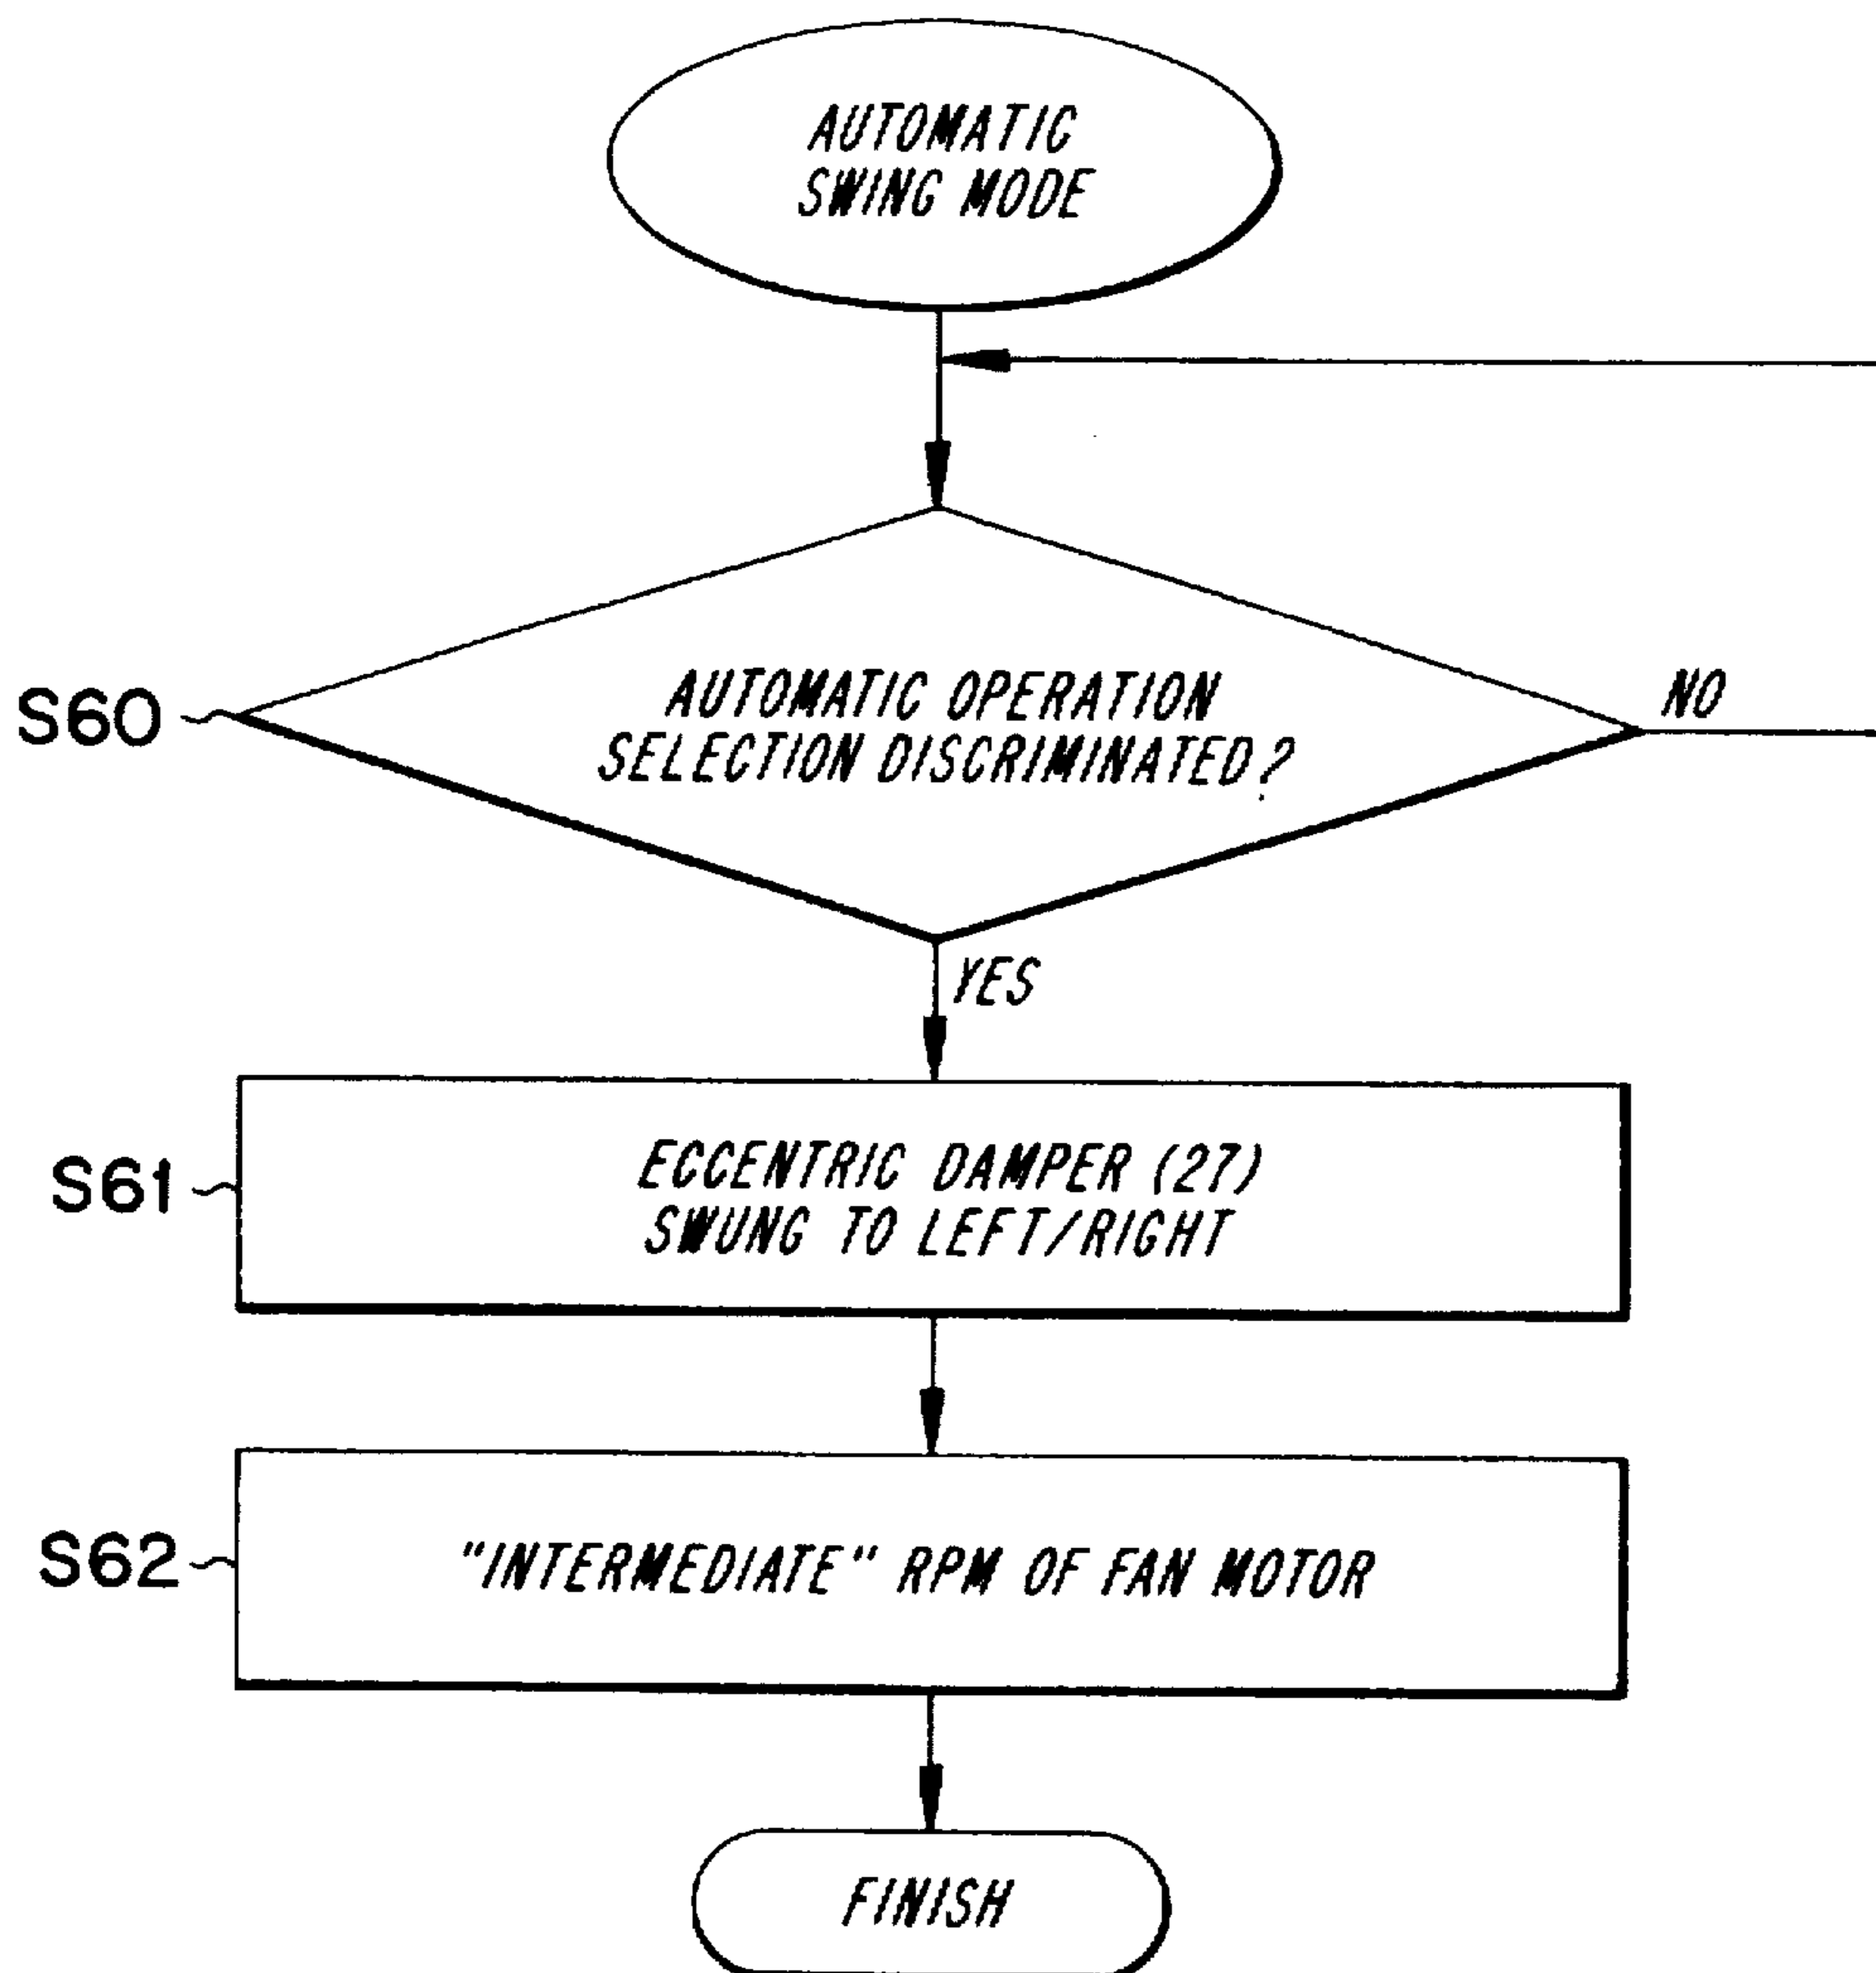 AUTOMATIC
SWING MODE
S60
AUTOMATIC OPERATION
SELECTION DISCRIMINATED?
NO
YES
S61
ECCENTRIC DAMPER (27)
SWUNG TO LEFT/RIGHT
S62
"INTERMEDIATE" RPM OF FAN MOTOR
FINISH